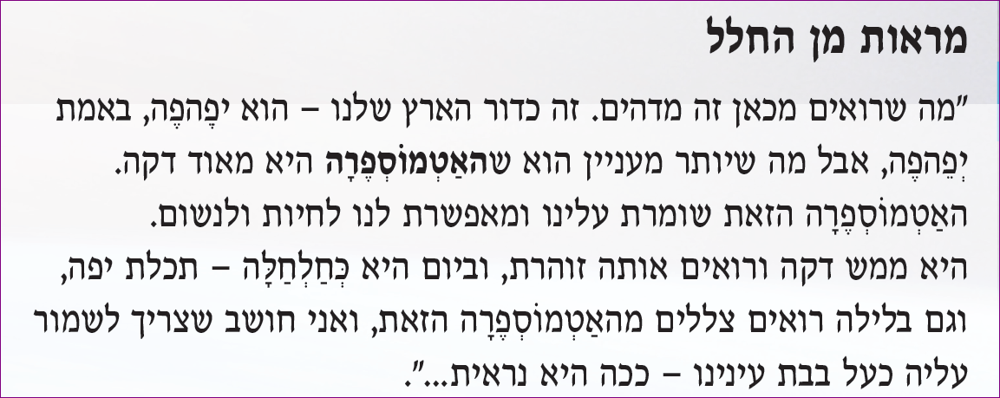 מראות מן החלל
"מה שרואים מכאן זה מדהים. זה כדור הארץ שלנו – הוא יפֶהפֶה, באמת
יְפֵהפֶה, אבל מה שיותר מעניין הוא שהאַטְמוֹסְפֶרָה היא מאוד דקה.
האַטְמוֹסְפֶרָה הזאת שומרת עלינו ומאפשרת לנו לחיות ולנשום.
היא ממש דקה ורואים אותה זוהרת, וביום היא כְּחַלְחַלָּה – תכלת יפה,
וגם בלילה רואים צללים מהאַטְמוֹסְפֶרָה הזאת, ואני חושב שצריך לשמור
עליה כעל בבת עינינו – ככה היא נראית...".